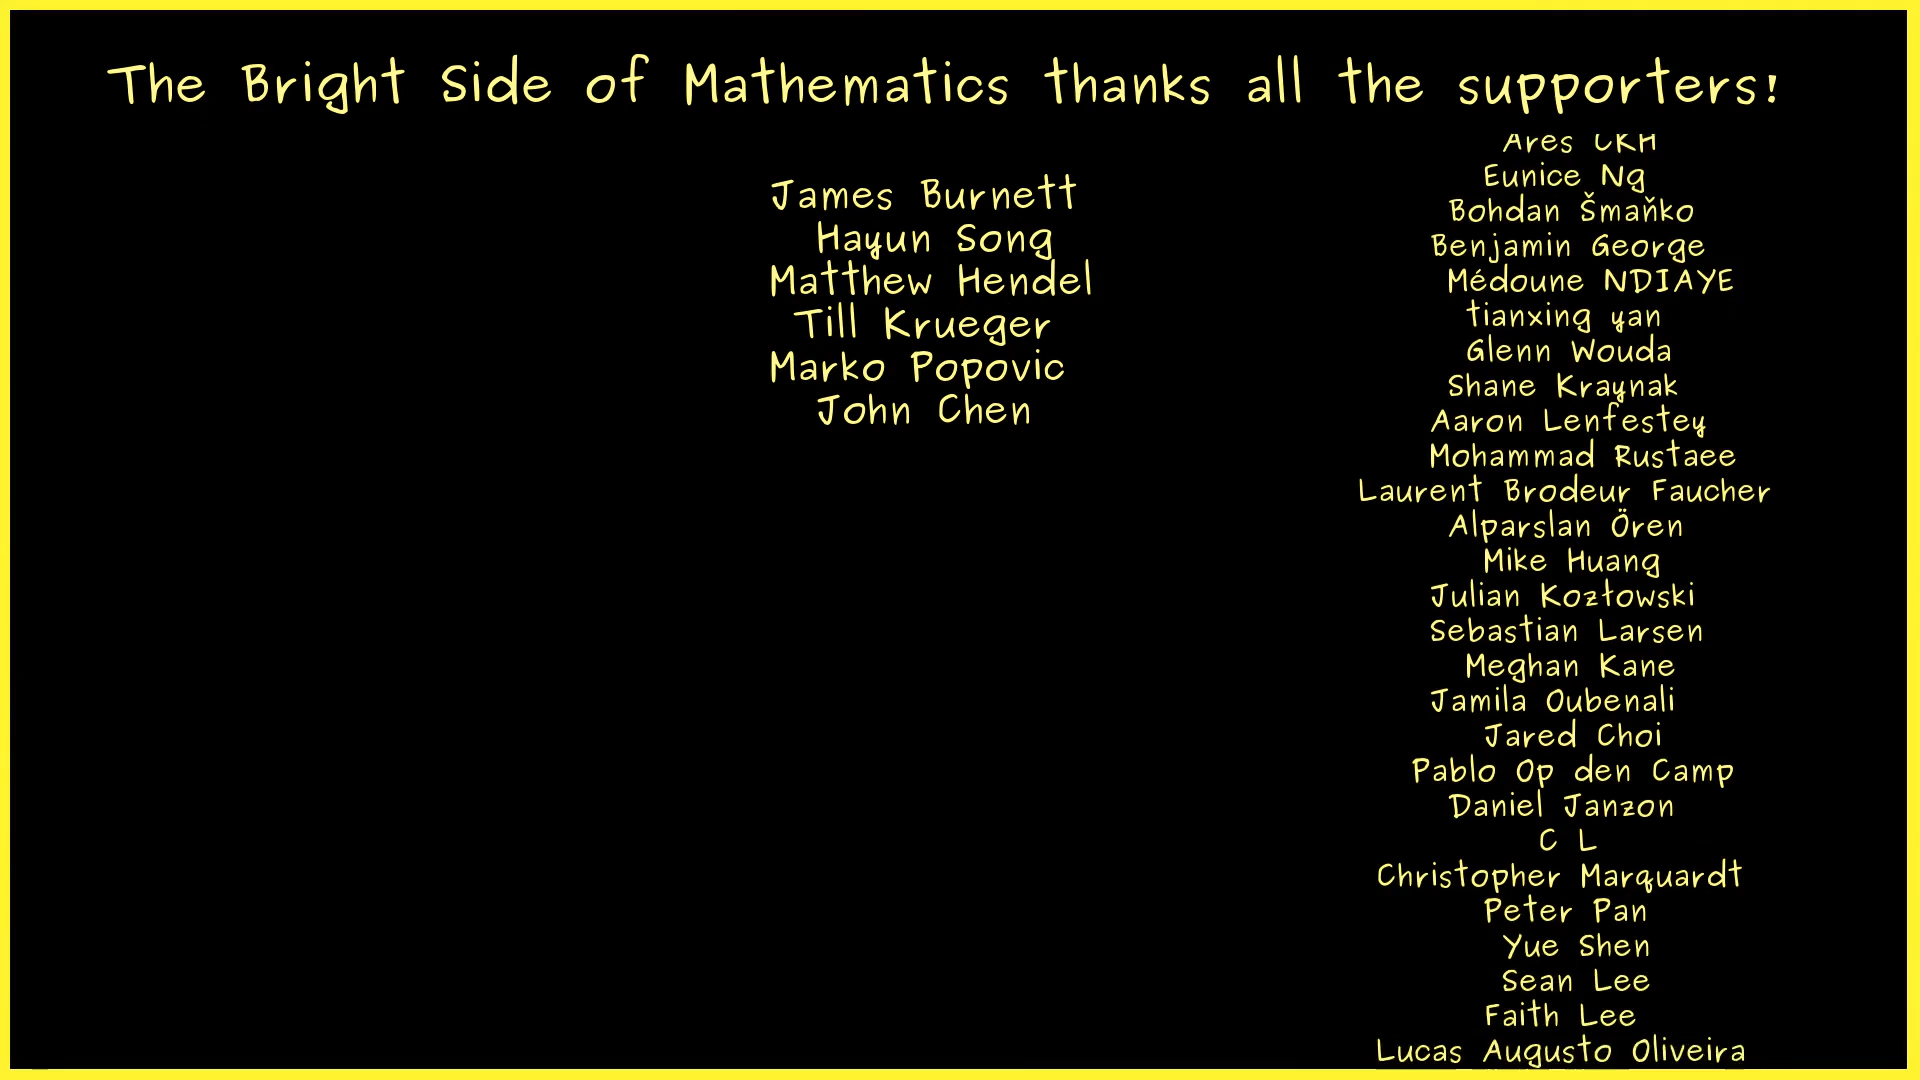 The Bright Side of Mathematics thanks all the supporters!
James Burnett
Hayun Song
Matthew Hendel
Till Krueger
Marko Popovic
John Chen
Ares
Eunice Ng
Bohdan Šmaňko
Benjamin George
Médoune NDIAYE
tianxing yan
Glenn Wouda
Shane Kraynak
Aaron Lenfestey
Mohammad Rustaee
Laurent Brodeur Faucher
Alparslan Ören
Mike Huang
Julian Kozłowski
Sebastian Larsen
Meghan Kane
Jamila Oubenali
Jared Choi
Pablo Op den Camp
Daniel Janzon
C L
Christopher Marquardt
Peter Pan
Yue Shen
Sean Lee
Faith Lee
Lucas Augusto Oliveira